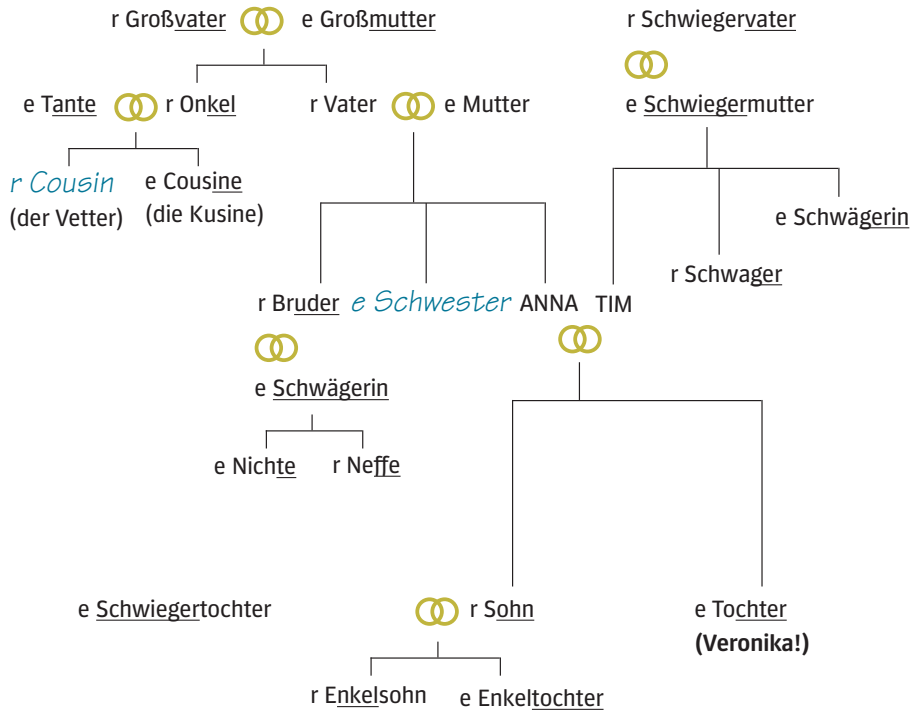 r Großvater e Großmutter r Schwiegervater
e Tante r Onkel r Vater e Mutter e Schwiegermutter
r Cousin e Cousine
(der Vetter) (die Kusine)
e Schwägerin
r Schwager
r Bruder e Schwester ANNA TIM
e Schwägerin
e Nichte r Neffe
e Schwiegertochter r Sohn e Tochter
(Veronika!)
r Enkelsohn e Enkeltochter